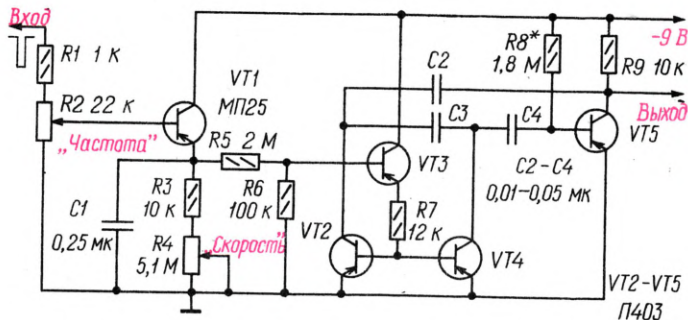 Вход
R1 1 к
R2 22 к
„Частота"
VT1
МП25
C1
0,25 мк
R3
10 к
R4
5,1 М
„Скорость"
R5 2 М
R6
100 к
VT2
VT3
R7
12 к
VT4
C2
C3
C4
C2–C4
0,01–0,05 мк
R8*
1,8 М
R9 10 к
–9 В
Выход
VT5
VT2–VT5
П403